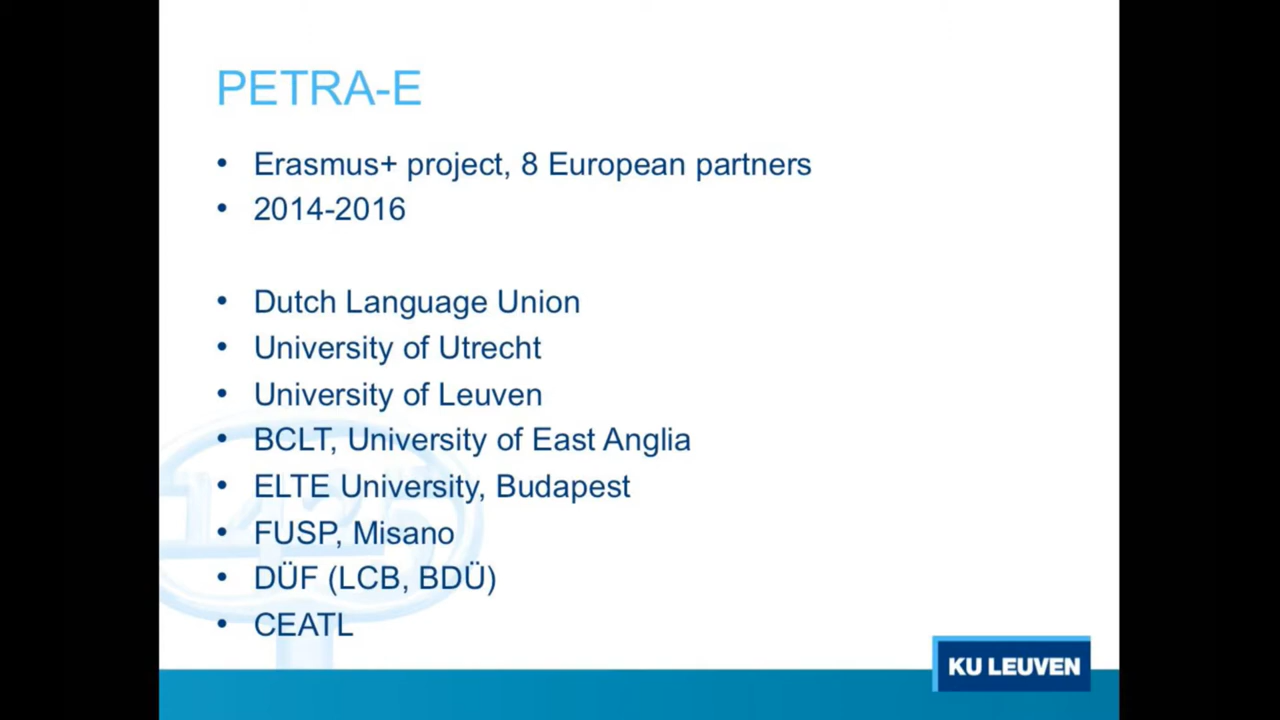 PETRA-E
• Erasmus+ project, 8 European partners
• 2014-2016
• Dutch Language Union
• University of Utrecht
• University of Leuven
• BCLT, University of East Anglia
• ELTE University, Budapest
• FUSP, Misano
• DÜF (LCB, BDÜ)
• CEATL
1425
KU LEUVEN